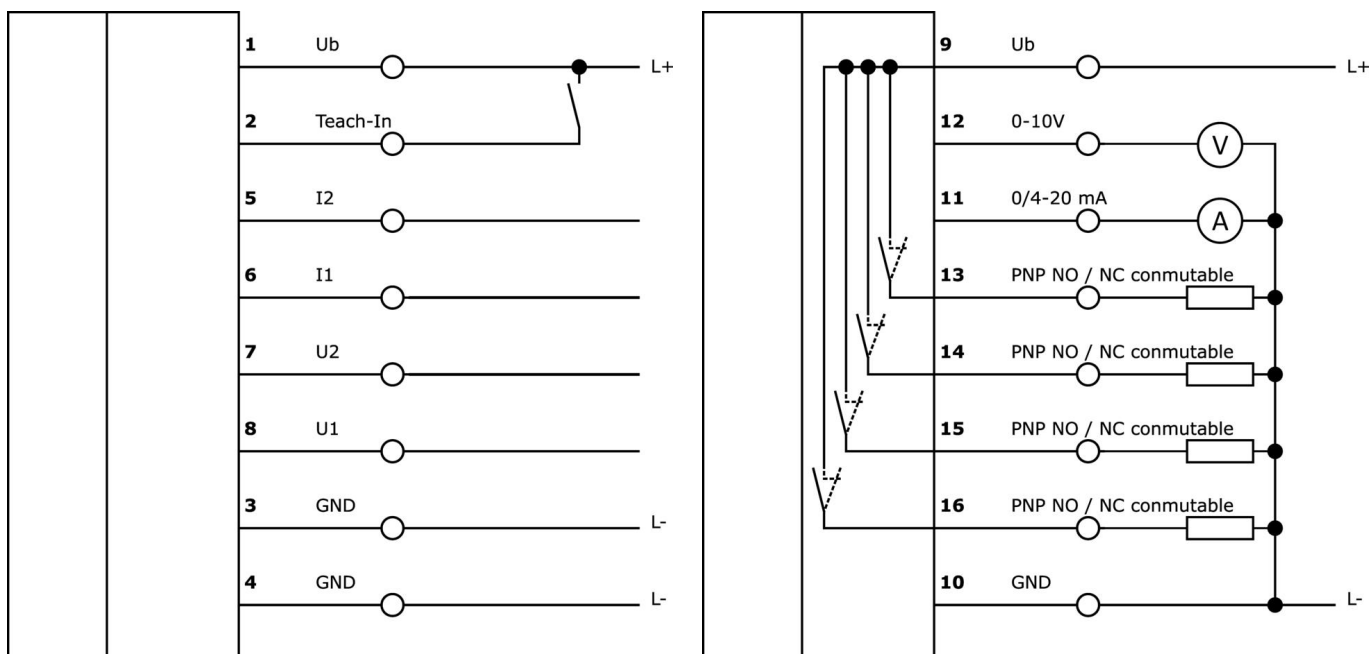 1 Ub L+
2 Teach-In
5 I2
6 I1
7 U2
8 U1
3 GND L-
4 GND L-
9 Ub L+
12 0-10V V
11 0/4-20 mA A
13 PNP NO / NC conmutable
14 PNP NO / NC conmutable
15 PNP NO / NC conmutable
16 PNP NO / NC conmutable
10 GND L-